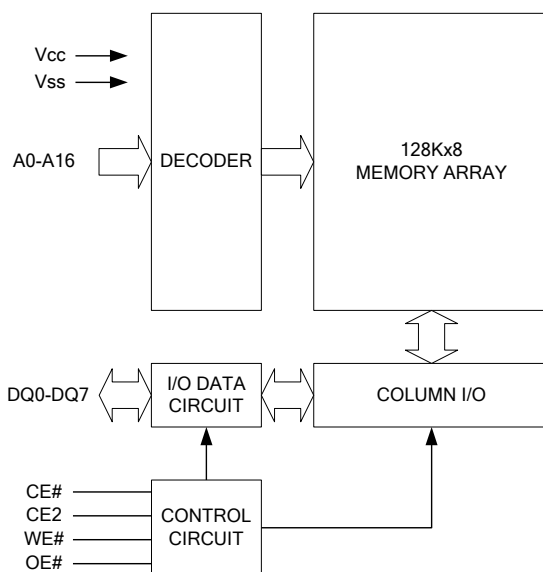 Vcc
Vss
A0-A16
DECODER
128Kx8
MEMORY ARRAY
DQ0-DQ7
I/O DATA
CIRCUIT
COLUMN I/O
CE#
CE2
WE#
OE#
CONTROL
CIRCUIT